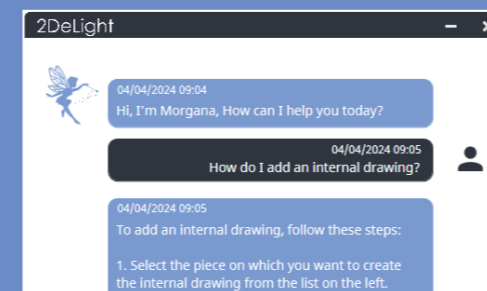 2DeLight
04/04/2024 09:04
Hi, I'm Morgana, How can I help you today?
04/04/2024 09:05
How do I add an internal drawing?
04/04/2024 09:05
To add an internal drawing, follow these steps:
1. Select the piece on which you want to create
the internal drawing from the list on the left.